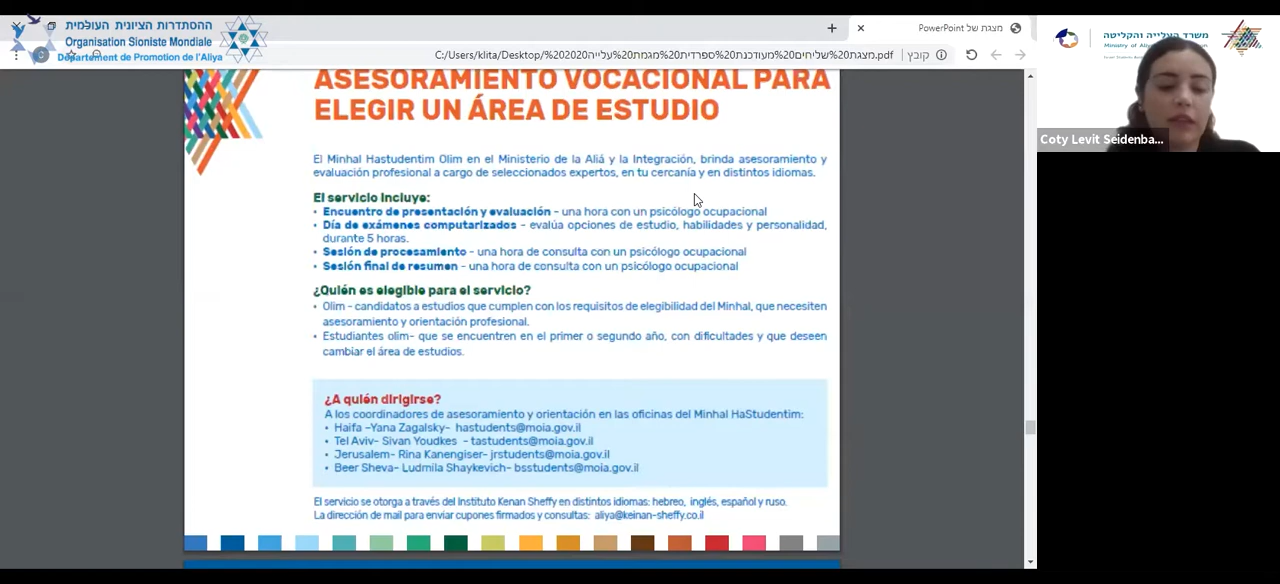 ההסתדרות הציונית העולמית
Organisation Sioniste Mondiale
Département de Promotion de l'Aliya
מצגת של PowerPoint
קובץ
C:/Users/klita/Desktop/%20מצגת%20שליחים%20מעודכנת%20ספרדית%20מגמת%20עלייה%202020.pdf
משרד העלייה והקליטה
Coty Levit Seidenba...
ASESORAMIENTO VOCACIONAL PARA
ELEGIR UN ÁREA DE ESTUDIO
El Minhal Hastudentim Olim en el Ministerio de la Aliá y la Integración, brinda asesoramiento y
evaluación profesional a cargo de seleccionados expertos, en tu cercanía y en distintos idiomas.
El servicio incluye:
• Encuentro de presentación y evaluación - una hora con un psicólogo ocupacional
• Día de exámenes computarizados - evalúa opciones de estudio, habilidades y personalidad,
durante 5 horas.
• Sesión de procesamiento - una hora de consulta con un psicólogo ocupacional
• Sesión final de resumen - una hora de consulta con un psicólogo ocupacional
¿Quién es elegible para el servicio?
• Olim - candidatos a estudios que cumplen con los requisitos de elegibilidad del Minhal, que necesiten
asesoramiento y orientación profesional.
• Estudiantes olim- que se encuentren en el primer o segundo año, con dificultades y que deseen
cambiar el área de estudios.
¿A quién dirigirse?
A los coordinadores de asesoramiento y orientación en las oficinas del Minhal HaStudentim:
• Haifa –Yana Zagalsky- hastudents@moia.gov.il
• Tel Aviv- Sivan Youdkes - tastudents@moia.gov.il
• Jerusalem- Rina Kanengiser- jrstudents@moia.gov.il
• Beer Sheva- Ludmila Shaykevich- bsstudents@moia.gov.il
El servicio se otorga a través del Instituto Kenan Sheffy en distintos idiomas: hebreo, inglés, español y ruso.
La dirección de mail para enviar cupones firmados y consultas: aliya@keinan-sheffy.co.il